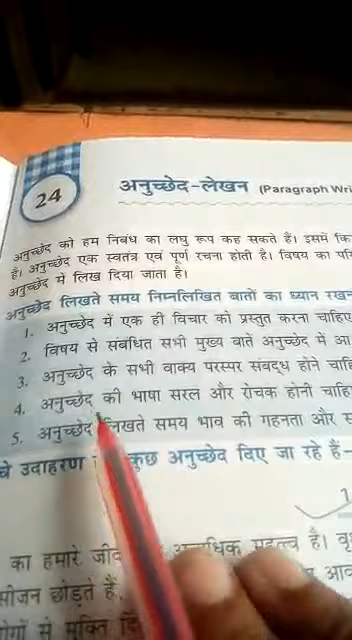 24
अनुच्छेद-लेखन (Paragraph Wri
अनुच्छेद को हम निबंध का लघु रूप कह सकते हैं। इसमें कि
है। अनुच्छेद एक स्वतंत्र एवं पूर्ण रचना होती है। विषय का परि
अनुच्छेद में लिख दिया जाता है।
अनुच्छेद लिखते समय निम्नलिखित बातों का ध्यान रखन
1. अनुच्छेद में एक ही विचार को प्रस्तुत करना चाहिए
2. विषय से संबंधित सभी मुख्य बातें अनुच्छेद में आ
3. अनुच्छेद के सभी वाक्य परस्पर संबद्ध होने चाहि
4. अनुच्छेद की भाषा सरल और रोचक होनी चाहि
5. अनुच्छेद लिखते समय भाव की गहनता और स
चे उदाहरण कुछ अनुच्छेद दिए जा रहे हैं-
1
का हमारे जीव महत्त्व है। वृ
सीजन छोड़ते हैं, आव
रोगों से मुक्ति दि